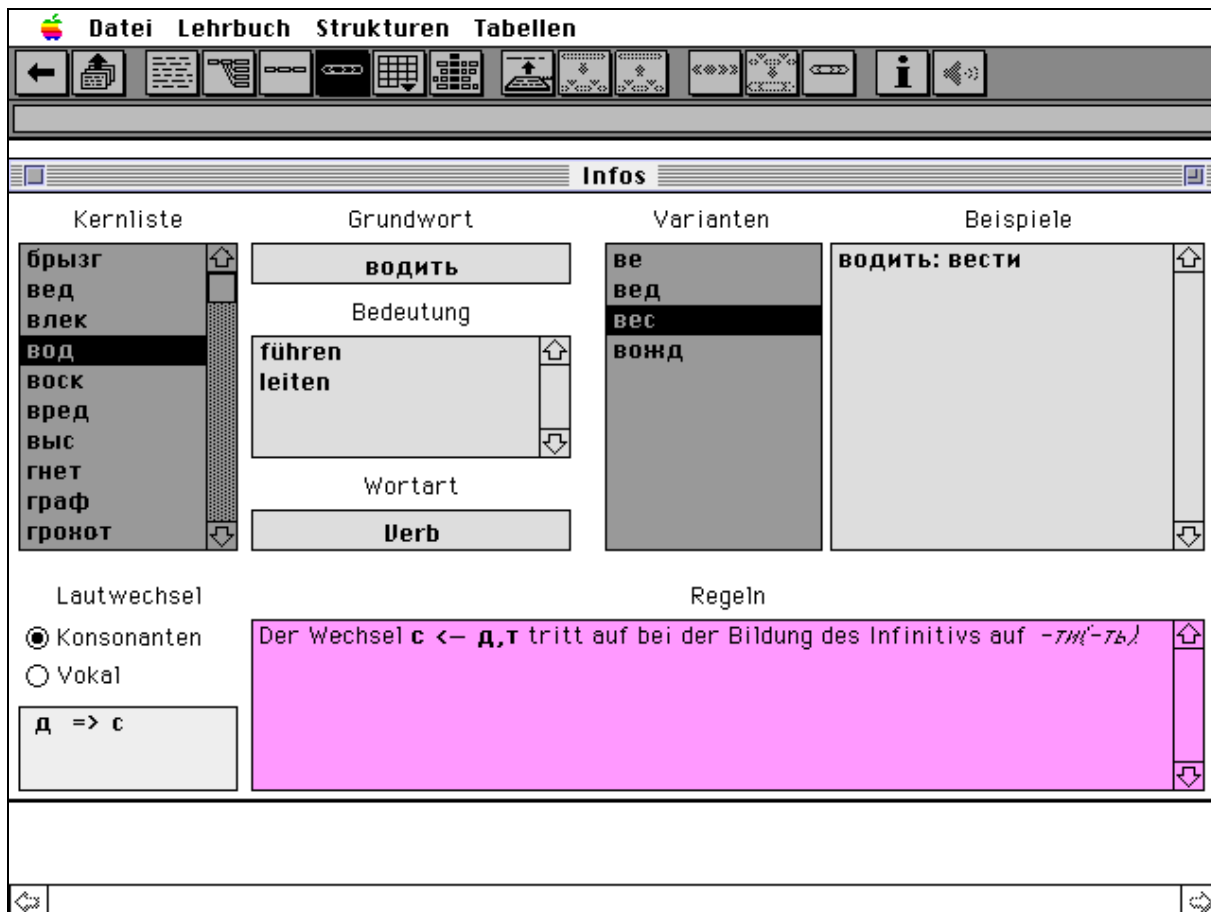 Datei Lehrbuch Strukturen Tabellen
Infos
Kernliste
брызг
вед
влек
вод
воск
вред
выс
гнет
граф
грохот
Grundwort
водить
Bedeutung
führen
leiten
Wortart
Verb
Varianten
ве
вед
вес
вожд
Beispiele
водить: вести
Lautwechsel
Konsonanten
Vokal
д => с
Regeln
Der Wechsel с <— д,т tritt auf bei der Bildung des Infinitivs auf -ти(-ть).